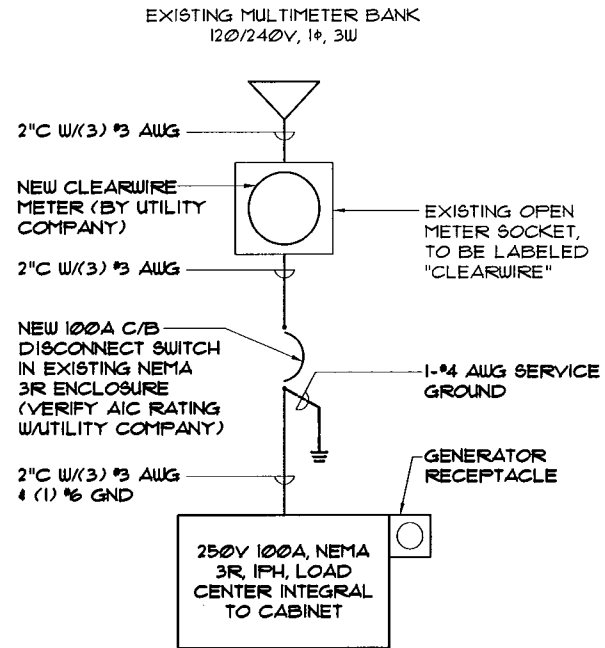 EXISTING MULTIMETER BANK
120/240V, 1ϕ, 3W
2"C W/(3) #3 AWG
NEW CLEARWIRE
METER (BY UTILITY
COMPANY)
EXISTING OPEN
METER SOCKET,
TO BE LABELED
"CLEARWIRE"
2"C W/(3) #3 AWG
NEW 100A C/B
DISCONNECT SWITCH
IN EXISTING NEMA
3R ENCLOSURE
(VERIFY AIC RATING
W/UTILITY COMPANY)
1-#4 AWG SERVICE
GROUND
2"C W/(3) #3 AWG
& (1) #6 GND
GENERATOR
RECEPTACLE
250V 100A, NEMA
3R, 1PH, LOAD
CENTER INTEGRAL
TO CABINET